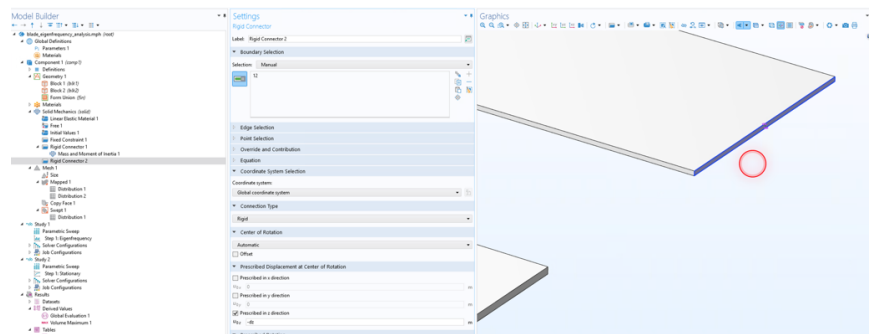 Model Builder
blade_eigenfrequency_analysis.mph (root)
Global Definitions
Parameters 1
Materials
Component 1 (comp1)
Definitions
Geometry 1
Block 1 (blk1)
Block 2 (blk2)
Form Union (fin)
Materials
Solid Mechanics (solid)
Linear Elastic Material 1
Free 1
Initial Values 1
Fixed Constraint 1
Rigid Connector 1
Mass and Moment of Inertia 1
Rigid Connector 2
Mesh 1
Size
Mapped 1
Distribution 1
Distribution 2
Copy Face 1
Swept 1
Distribution 1
Study 1
Parametric Sweep
Step 1: Eigenfrequency
Solver Configurations
Job Configurations
Study 2
Parametric Sweep
Step 1: Stationary
Solver Configurations
Job Configurations
Results
Datasets
Derived Values
Global Evaluation 1
Volume Maximum 1
Tables
Settings
Rigid Connector
Label: Rigid Connector 2
Boundary Selection
Selection: Manual
12
Edge Selection
Point Selection
Override and Contribution
Equation
Coordinate System Selection
Coordinate system:
Global coordinate system
Connection Type
Rigid
Center of Rotation
Automatic
Offset
Prescribed Displacement at Center of Rotation
Prescribed in x direction
u0x 0 m
Prescribed in y direction
u0y 0 m
Prescribed in z direction
u0z -dz m
Graphics